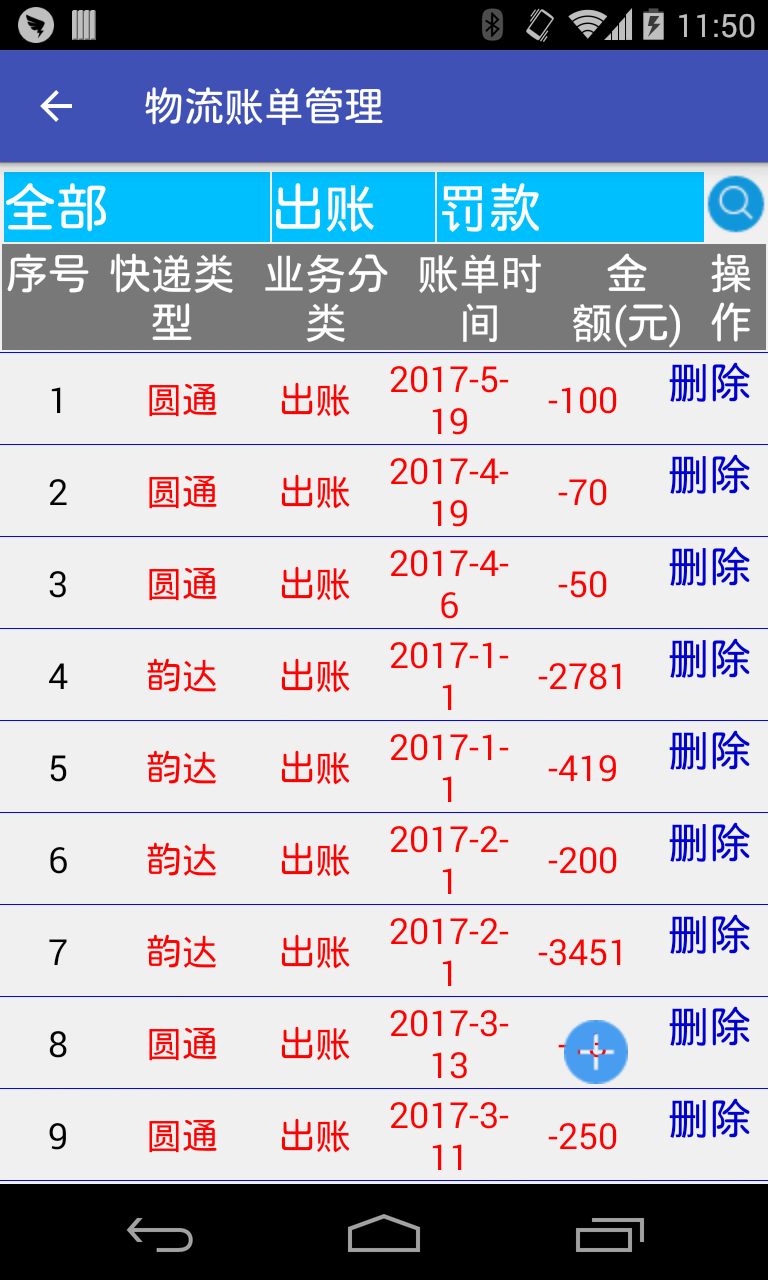 11:50
物流账单管理
全部 出账 罚款
序号 快递类型 业务分类 账单时间 金额(元) 操作
1 圆通 出账 2017-5-19 -100 删除
2 圆通 出账 2017-4-19 -70 删除
3 圆通 出账 2017-4-6 -50 删除
4 韵达 出账 2017-1-1 -2781 删除
5 韵达 出账 2017-1-1 -419 删除
6 韵达 出账 2017-2-1 -200 删除
7 韵达 出账 2017-2-1 -3451 删除
8 圆通 出账 2017-3-13 删除
9 圆通 出账 2017-3-11 -250 删除